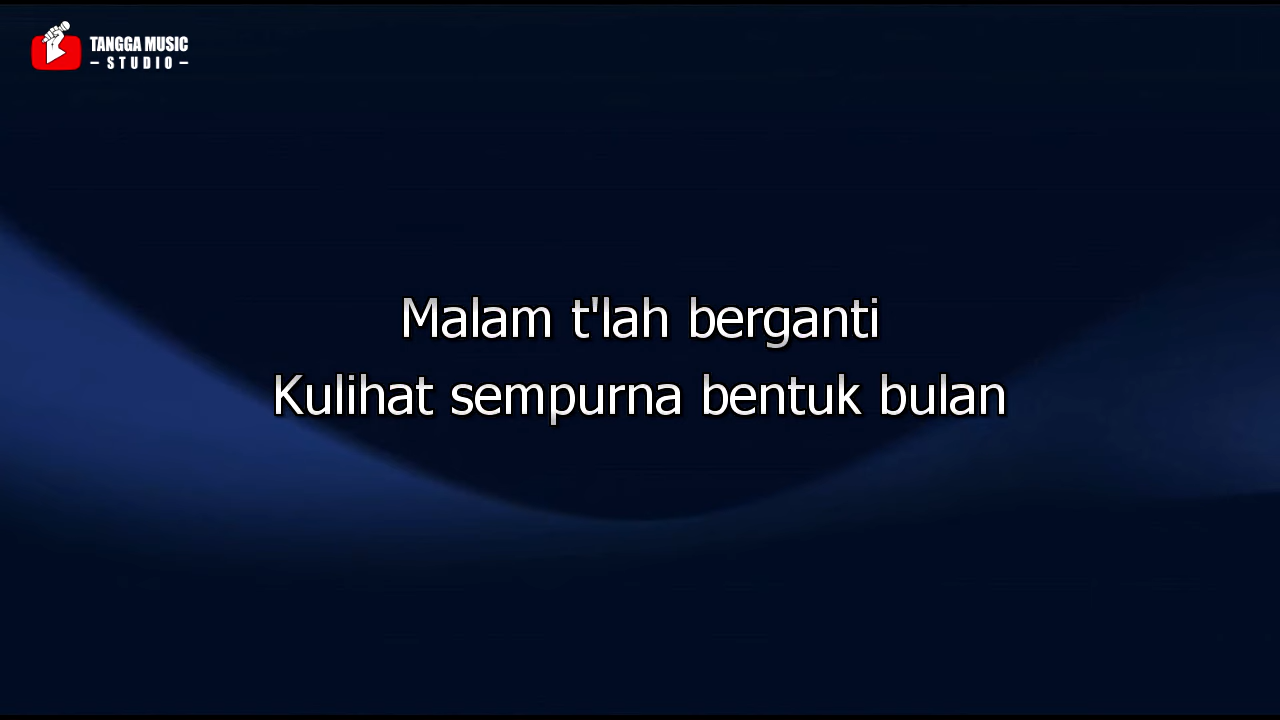 TANGGA MUSIC
– STUDIO –
Malam t'lah berganti
Kulihat sempurna bentuk bulan